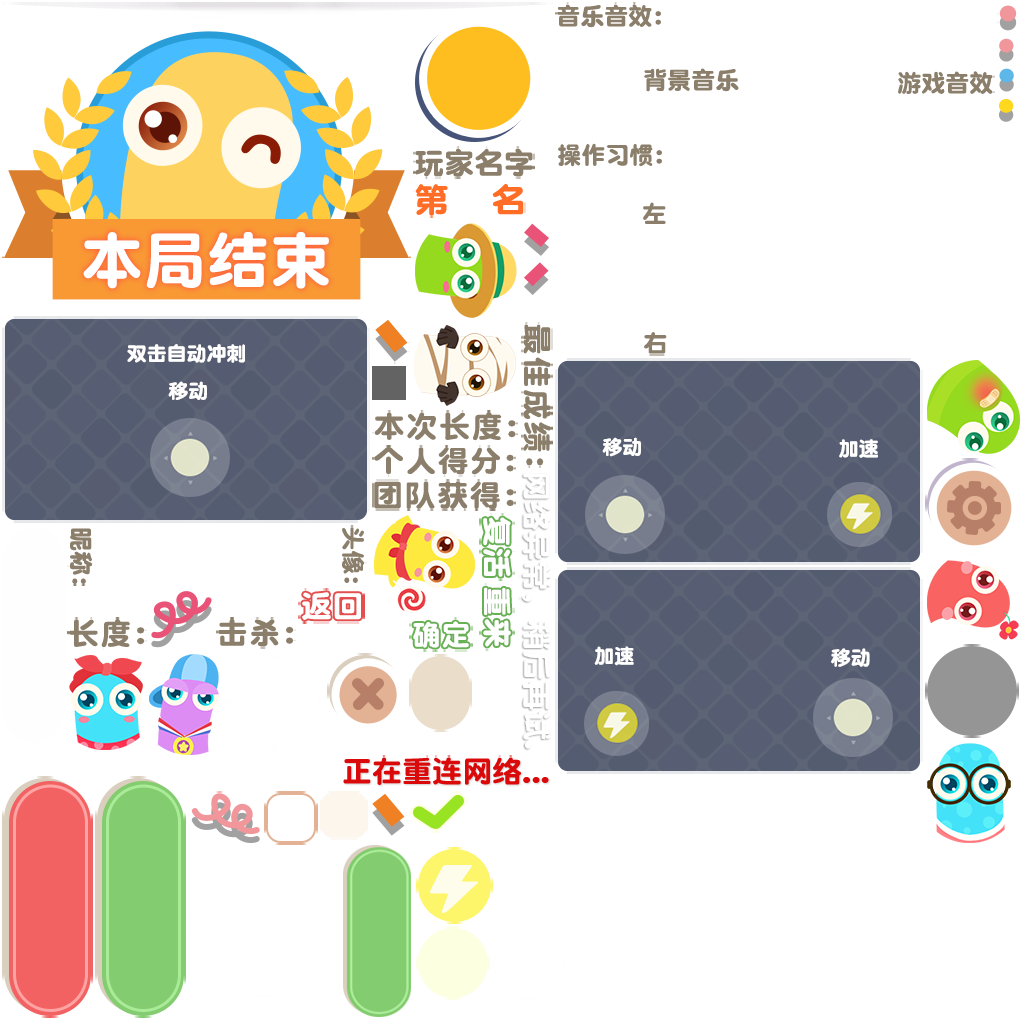 音乐音效：
背景音乐
游戏音效
玩家名字
操作习惯：
第 名
左
本局结束
右
双击自动冲刺
移动
最佳成绩：
本次长度：
个人得分：
团队获得：
移动
加速
网络异常，稍后再试
昵称：
头像：
复活
重来
返回
长度：
击杀：
确定
加速
移动
正在重连网络...